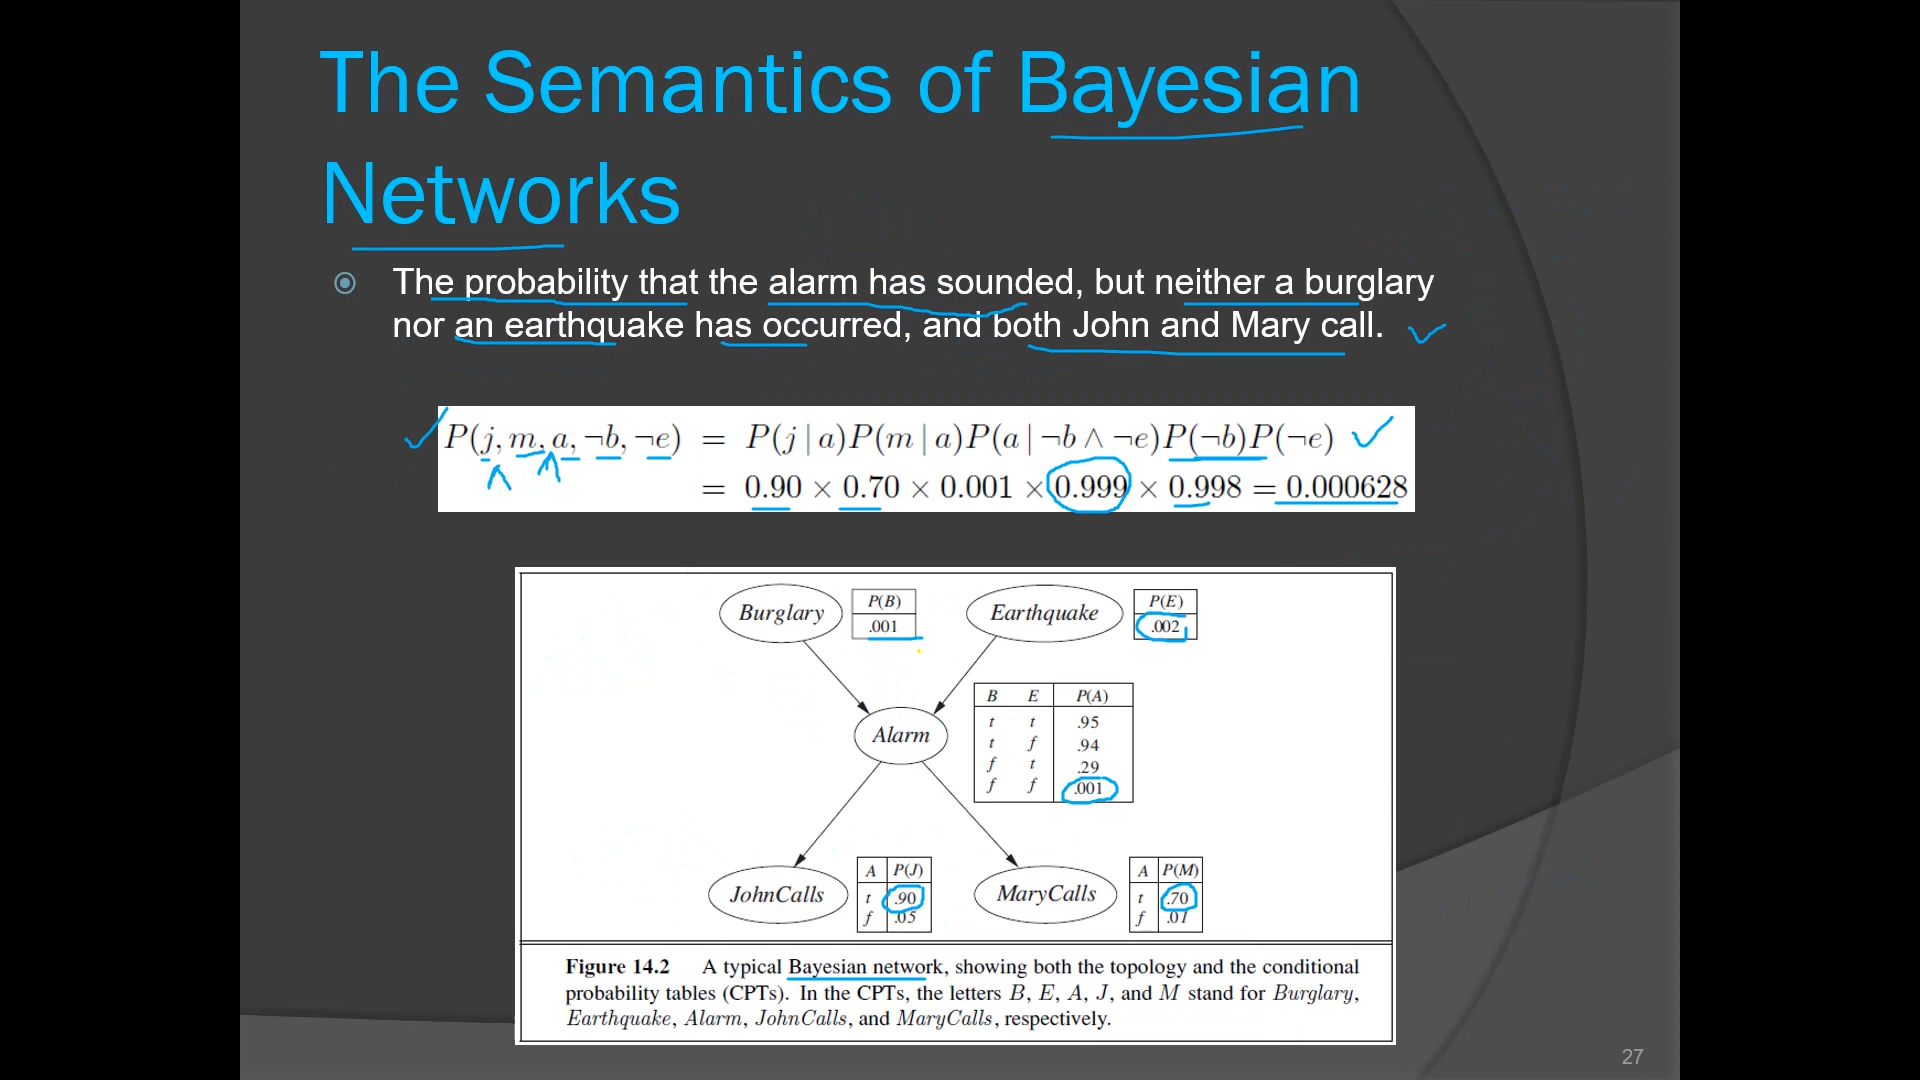 The Semantics of Bayesian
Networks
The probability that the alarm has sounded, but neither a burglary
nor an earthquake has occurred, and both John and Mary call.
P(j, m, a, ¬b, ¬e) = P(j | a)P(m | a)P(a | ¬b ∧ ¬e)P(¬b)P(¬e)
= 0.90 × 0.70 × 0.001 × 0.999 × 0.998 = 0.000628
Burglary
P(B)
.001
Earthquake
P(E)
.002
B E P(A)
t t .95
t f .94
f t .29
f f .001
Alarm
JohnCalls
A P(J)
t .90
f .05
MaryCalls
A P(M)
t .70
f .01
Figure 14.2 A typical Bayesian network, showing both the topology and the conditional
probability tables (CPTs). In the CPTs, the letters B, E, A, J, and M stand for Burglary,
Earthquake, Alarm, JohnCalls, and MaryCalls, respectively.
27